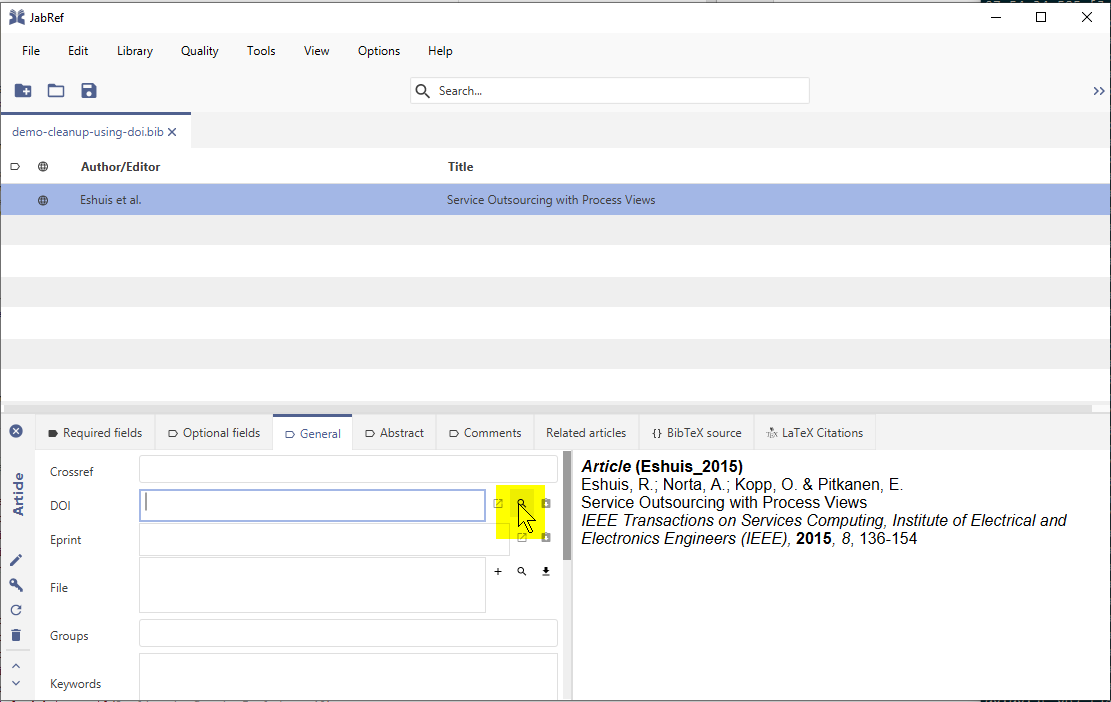 JabRef
File Edit Library Quality Tools View Options Help
Search...
demo-cleanup-using-doi.bib
Author/Editor Title
Eshuis et al. Service Outsourcing with Process Views
Required fields Optional fields General Abstract Comments Related articles {} BibTeX source LaTeX Citations
Article
Crossref
DOI
Eprint
File
Groups
Keywords
Article (Eshuis_2015)
Eshuis, R.; Norta, A.; Kopp, O. & Pitkanen, E.
Service Outsourcing with Process Views
IEEE Transactions on Services Computing, Institute of Electrical and
Electronics Engineers (IEEE), 2015, 8, 136-154